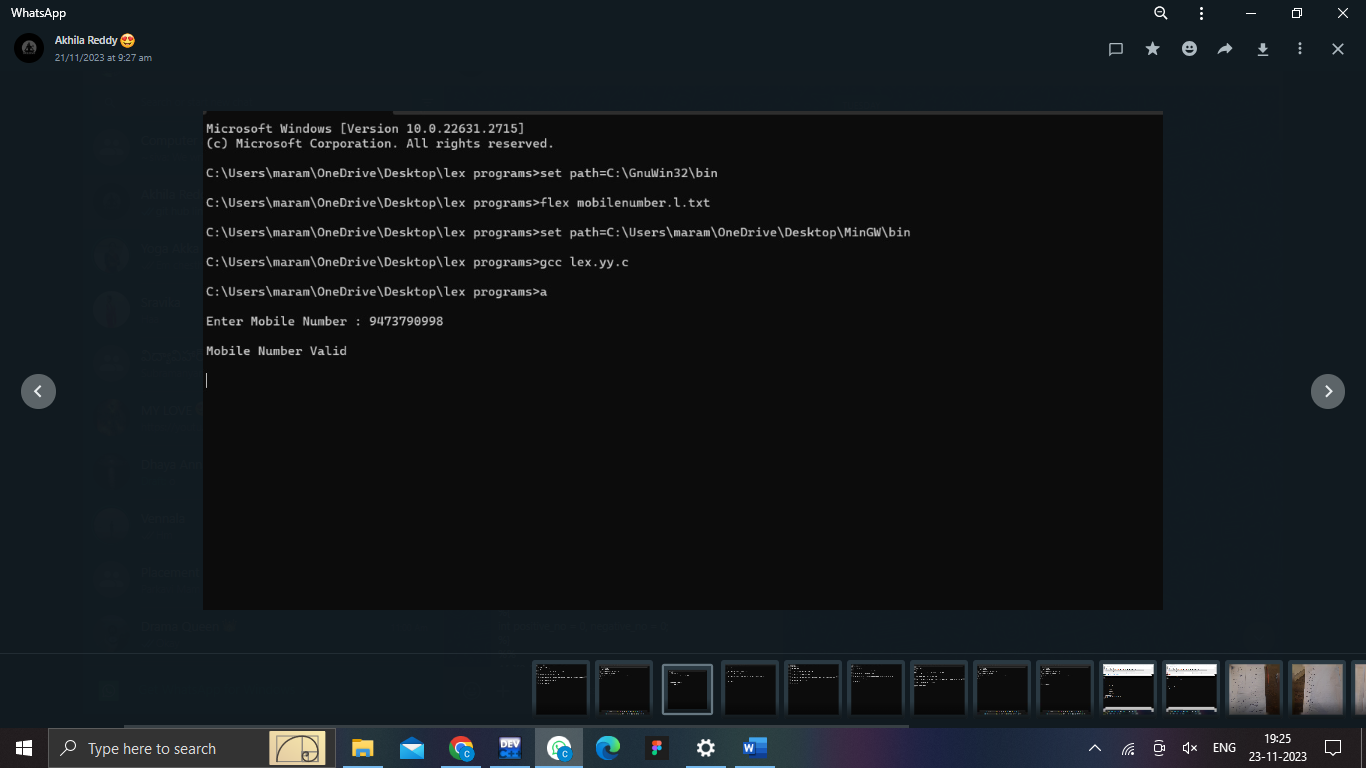 WhatsApp
Akhila Reddy 😍
21/11/2023 at 9:27 am
Microsoft Windows [Version 10.0.22631.2715]
(c) Microsoft Corporation. All rights reserved.
C:\Users\maram\OneDrive\Desktop\lex programs>set path=C:\GnuWin32\bin
C:\Users\maram\OneDrive\Desktop\lex programs>flex mobilenumber.l.txt
C:\Users\maram\OneDrive\Desktop\lex programs>set path=C:\Users\maram\OneDrive\Desktop\MinGW\bin
C:\Users\maram\OneDrive\Desktop\lex programs>gcc lex.yy.c
C:\Users\maram\OneDrive\Desktop\lex programs>a
Enter Mobile Number : 9473790998
Mobile Number Valid
Type here to search
DEV
C++
C
C
W
ENG
19:25
23-11-2023